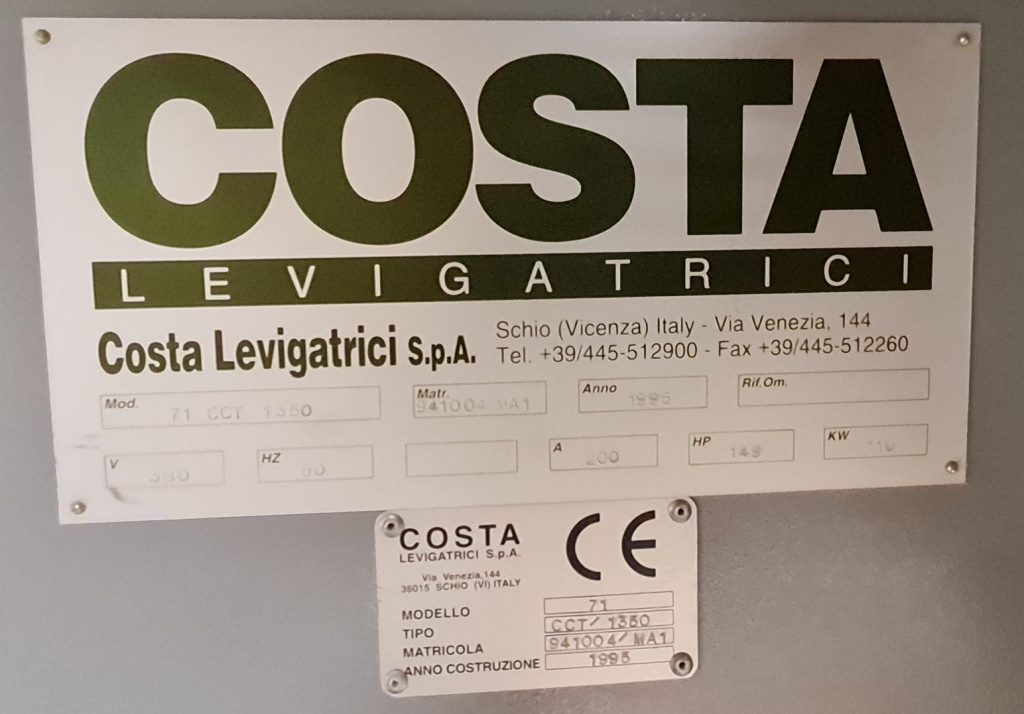 COSTA
LEVIGATRICI
Costa Levigatrici S.p.A.
Schio (Vicenza) Italy - Via Venezia, 144
Tel. +39/445-512900 - Fax +39/445-512260
Mod. 71 CCT 1350 Matr. 941004 MA1 Anno 1995 Rif.Om.
V HZ A 200 HP 149 KW 110
COSTA
LEVIGATRICI S.p.A.
CE
Via Venezia,144
36015 SCHIO (VI) ITALY
MODELLO 71
TIPO CCT/ 1350
MATRICOLA 941004/MA1
ANNO COSTRUZIONE 1995